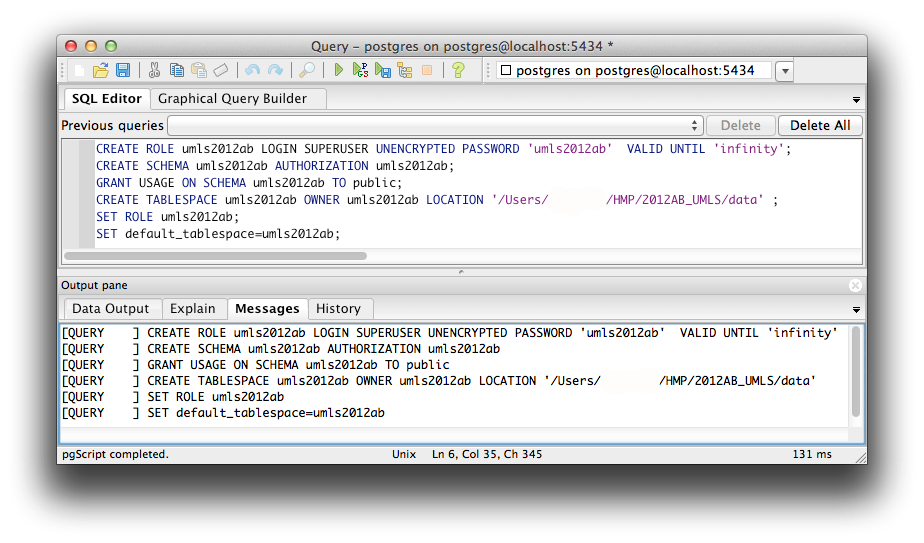 Query - postgres on postgres@localhost:5434 *
postgres on postgres@localhost:5434
SQL Editor Graphical Query Builder
Previous queries Delete Delete All
CREATE ROLE umls2012ab LOGIN SUPERUSER UNENCRYPTED PASSWORD 'umls2012ab'  VALID UNTIL 'infinity';
CREATE SCHEMA umls2012ab AUTHORIZATION umls2012ab;
GRANT USAGE ON SCHEMA umls2012ab TO public;
CREATE TABLESPACE umls2012ab OWNER umls2012ab LOCATION '/Users/ /HMP/2012AB_UMLS/data' ;
SET ROLE umls2012ab;
SET default_tablespace=umls2012ab;
Output pane
Data Output Explain Messages History
[QUERY    ] CREATE ROLE umls2012ab LOGIN SUPERUSER UNENCRYPTED PASSWORD 'umls2012ab'  VALID UNTIL 'infinity'
[QUERY    ] CREATE SCHEMA umls2012ab AUTHORIZATION umls2012ab
[QUERY    ] GRANT USAGE ON SCHEMA umls2012ab TO public
[QUERY    ] CREATE TABLESPACE umls2012ab OWNER umls2012ab LOCATION '/Users/ /HMP/2012AB_UMLS/data'
[QUERY    ] SET ROLE umls2012ab
[QUERY    ] SET default_tablespace=umls2012ab
pgScript completed. Unix Ln 6, Col 35, Ch 345 131 ms